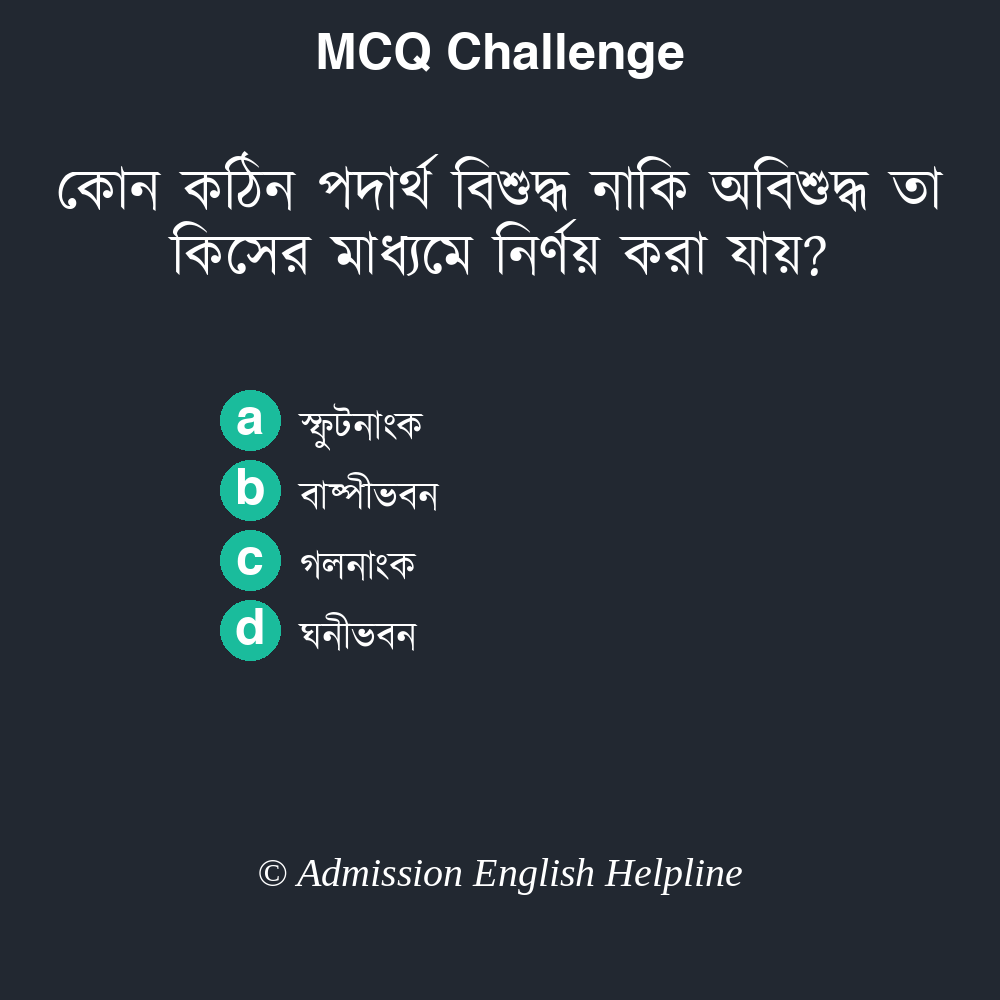 MCQ Challenge
কোন কঠিন পদার্থ বিশুদ্ধ নাকি অবিশুদ্ধ তা
কিসের মাধ্যমে নির্ণয় করা যায়?
a স্ফুটনাংক
b বাষ্পীভবন
c গলনাংক
d ঘনীভবন
© Admission English Helpline